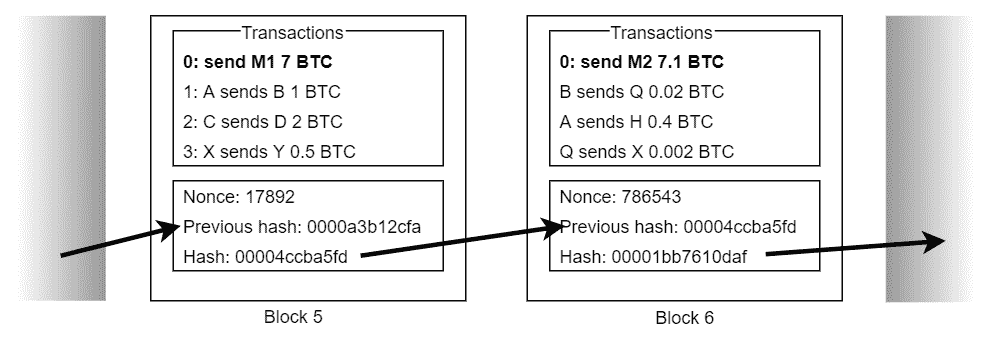 Transactions
0: send M1 7 BTC
1: A sends B 1 BTC
2: C sends D 2 BTC
3: X sends Y 0.5 BTC
Nonce: 17892
Previous hash: 0000a3b12cfa
Hash: 00004ccba5fd
Block 5
Transactions
0: send M2 7.1 BTC
B sends Q 0.02 BTC
A sends H 0.4 BTC
Q sends X 0.002 BTC
Nonce: 786543
Previous hash: 00004ccba5fd
Hash: 00001bb7610daf
Block 6